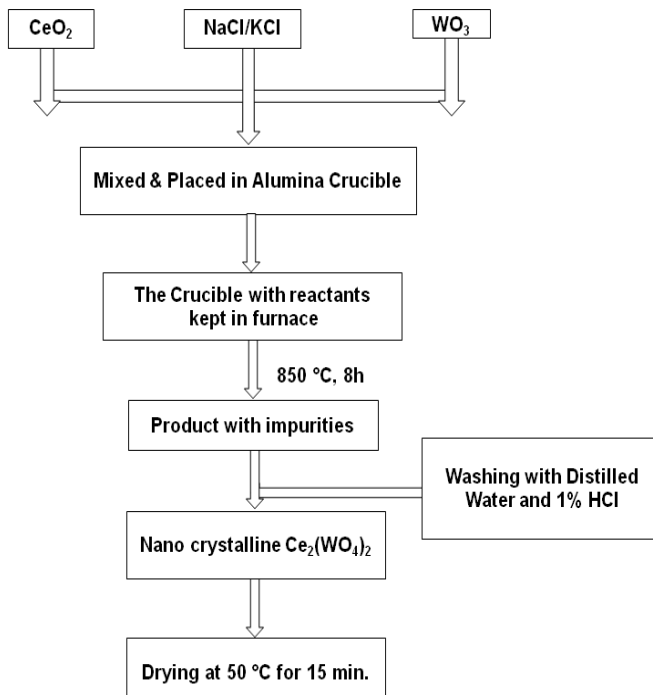 CeO₂
NaCl/KCl
WO₃
Mixed & Placed in Alumina Crucible
The Crucible with reactants
kept in furnace
850 °C, 8h
Product with impurities
Washing with Distilled
Water and 1% HCl
Nano crystalline Ce₂(WO₄)₂
Drying at 50 °C for 15 min.